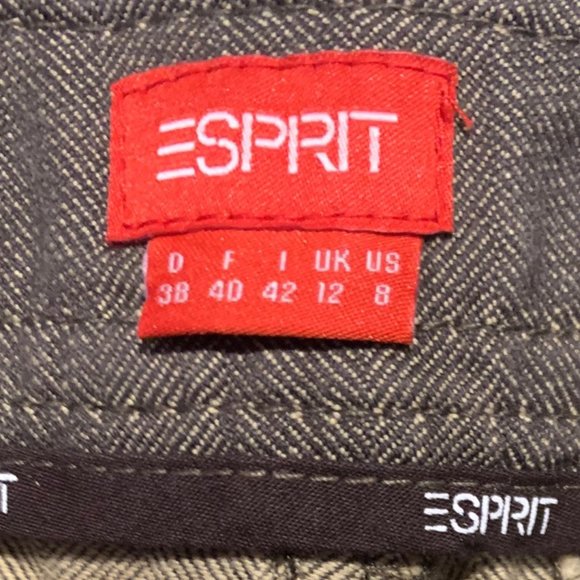 ESPRIT
D F I UK US
38 40 42 12 8
T ESPRIT